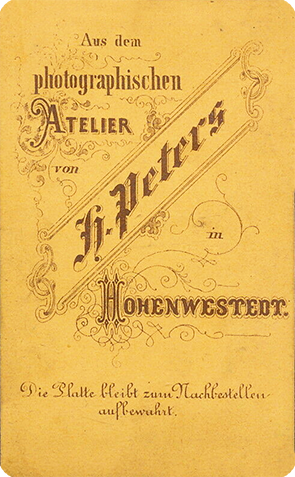 Aus dem
photographischen
ATELIER
von
H. Peters
in
HOHENWESTEDT.
Die Platte bleibt zum Nachbestellen
aufbewahrt.